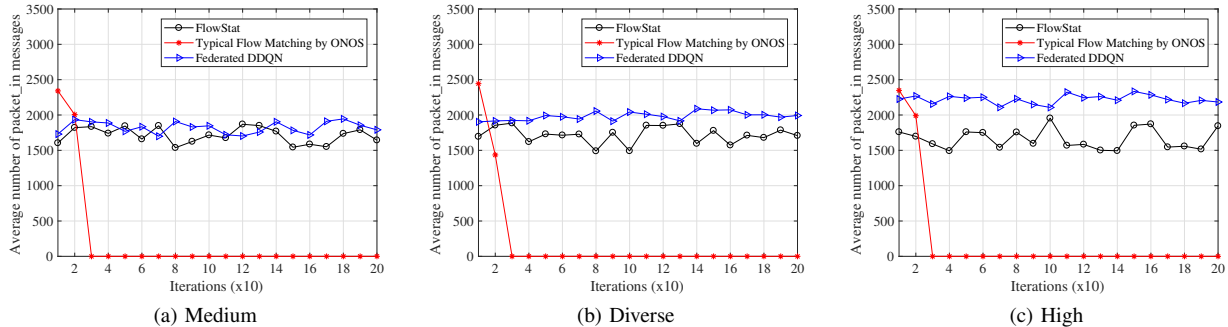 3500
3000
2500
2000
1500
1000
500
0
Average number of packet_in messages
FlowStat
Typical Flow Matching by ONOS
Federated DDQN
2 4 6 8 10 12 14 16 18 20
Iterations (x10)
(a) Medium
3500
3000
2500
2000
1500
1000
500
0
Average number of packet_in messages
FlowStat
Typical Flow Matching by ONOS
Federated DDQN
2 4 6 8 10 12 14 16 18 20
Iterations (x10)
(b) Diverse
3500
3000
2500
2000
1500
1000
500
0
Average number of packet_in messages
FlowStat
Typical Flow Matching by ONOS
Federated DDQN
2 4 6 8 10 12 14 16 18 20
Iterations (x10)
(c) High